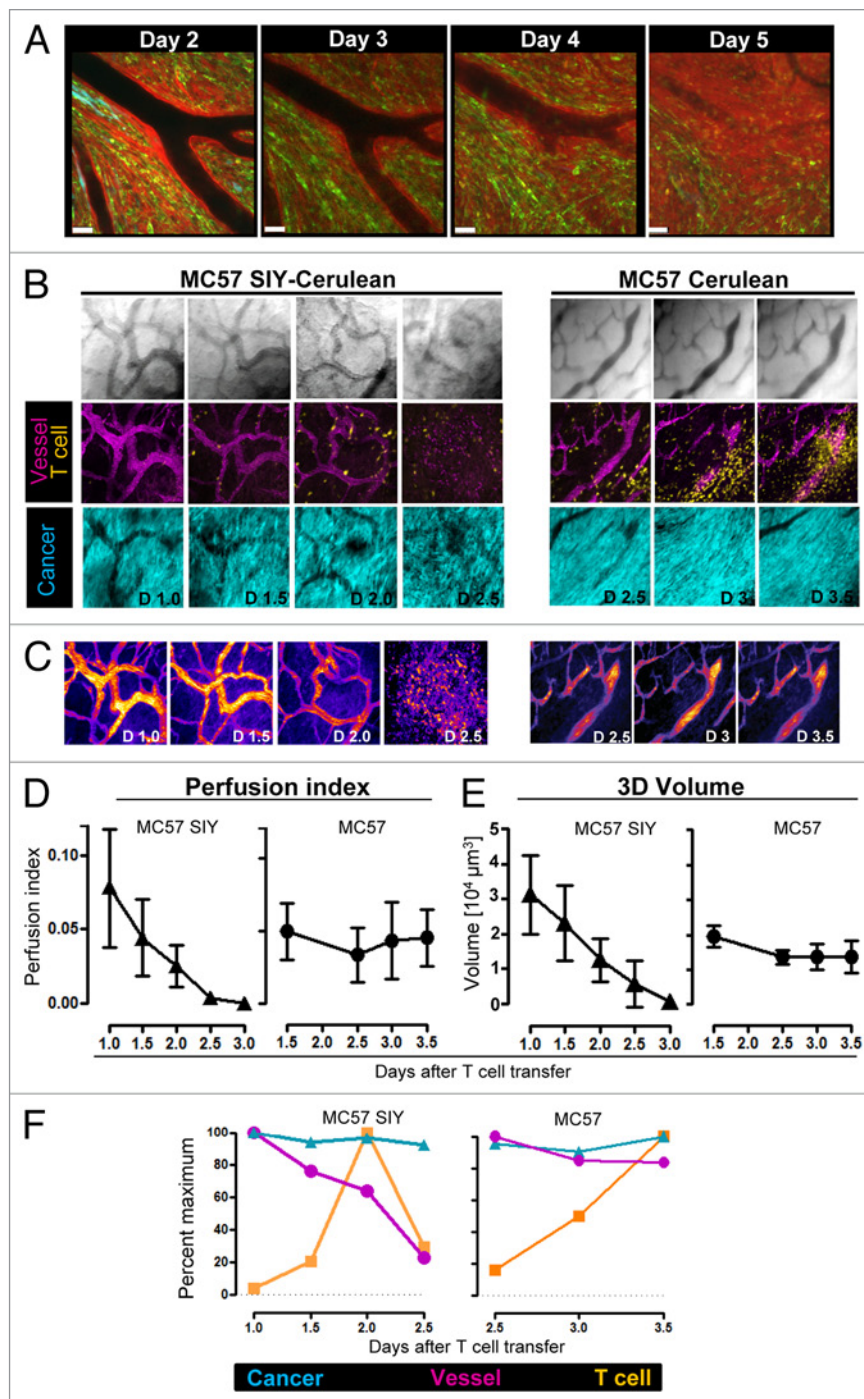 A
Day 2 Day 3 Day 4 Day 5
B
MC57 SIY-Cerulean MC57 Cerulean
Vessel
T cell
Cancer
D 1.0 D 1.5 D 2.0 D 2.5 D 2.5 D 3. D 3.5
C
D 1.0 D 1.5 D 2.0 D 2.5 D 2.5 D 3 D 3.5
D Perfusion index E 3D Volume
MC57 SIY MC57 MC57 SIY MC57
Perfusion index
0.10
0.05
0.00
Volume [10⁴ µm³]
5
4
3
2
1
0
1.0 1.5 2.0 2.5 3.0 1.5 2.0 2.5 3.0 3.5 1.0 1.5 2.0 2.5 3.0 1.5 2.0 2.5 3.0 3.5
Days after T cell transfer
F
MC57 SIY MC57
Percent maximum
100
80
60
40
20
0
1.0 1.5 2.0 2.5 2.5 3.0 3.5
Days after T cell transfer
Cancer Vessel T cell